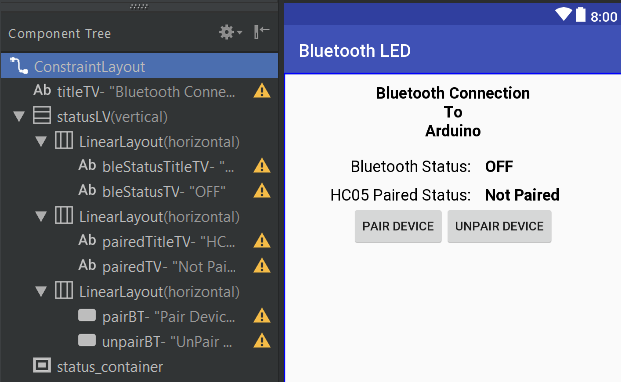 Component Tree
ConstraintLayout
Ab titleTV- "Bluetooth Conne...
statusLV(vertical)
LinearLayout(horizontal)
Ab bleStatusTitleTV- "...
Ab bleStatusTV- "OFF"
LinearLayout(horizontal)
Ab pairedTitleTV- "HC...
Ab pairedTV- "Not Pai...
LinearLayout(horizontal)
pairBT- "Pair Devic...
unpairBT- "UnPair ...
status_container
8:00
Bluetooth LED
Bluetooth Connection
To
Arduino
Bluetooth Status: OFF
HC05 Paired Status: Not Paired
PAIR DEVICE UNPAIR DEVICE